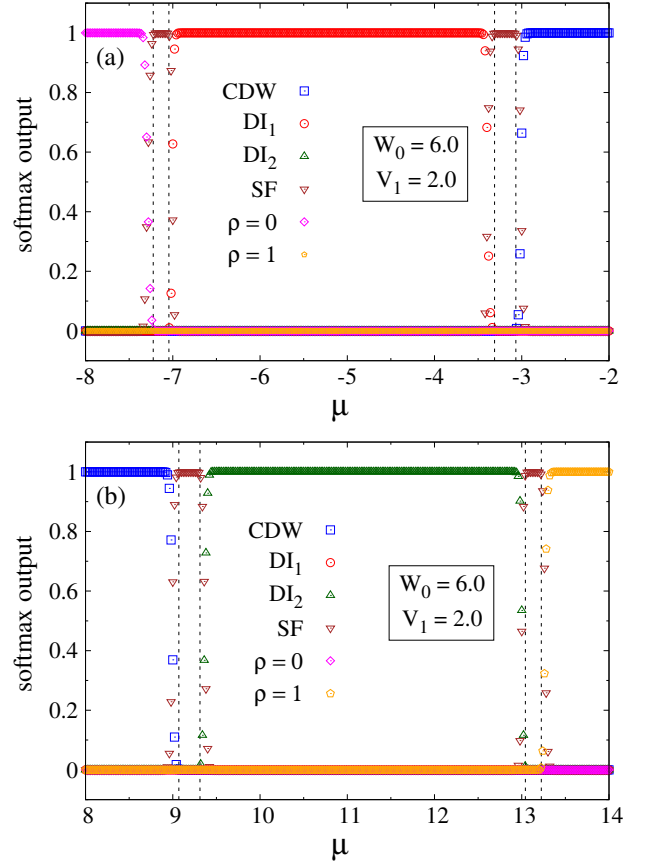 1
(a)
0.8
CDW
DI₁
W₀ = 6.0
0.6
DI₂
V₁ = 2.0
SF
0.4
ρ = 0
ρ = 1
0.2
0
softmax output
-8 -7 -6 -5 -4 -3 -2
μ
1
(b)
0.8
CDW
DI₁
W₀ = 6.0
0.6
DI₂
V₁ = 2.0
SF
0.4
ρ = 0
ρ = 1
0.2
0
softmax output
8 9 10 11 12 13 14
μ